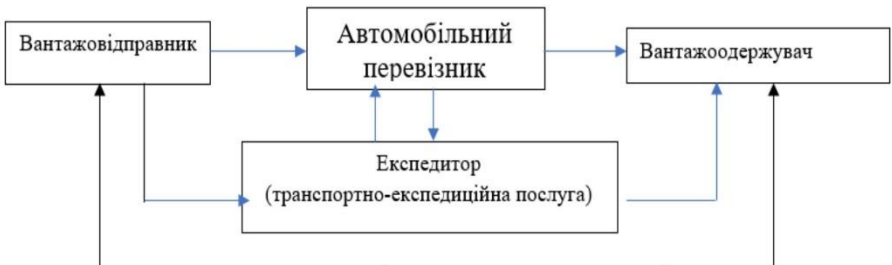 Вантажовідправник
Автомобільний
перевізник
Вантажоодержувач
Експедитор
(транспортно-експедиційна послуга)